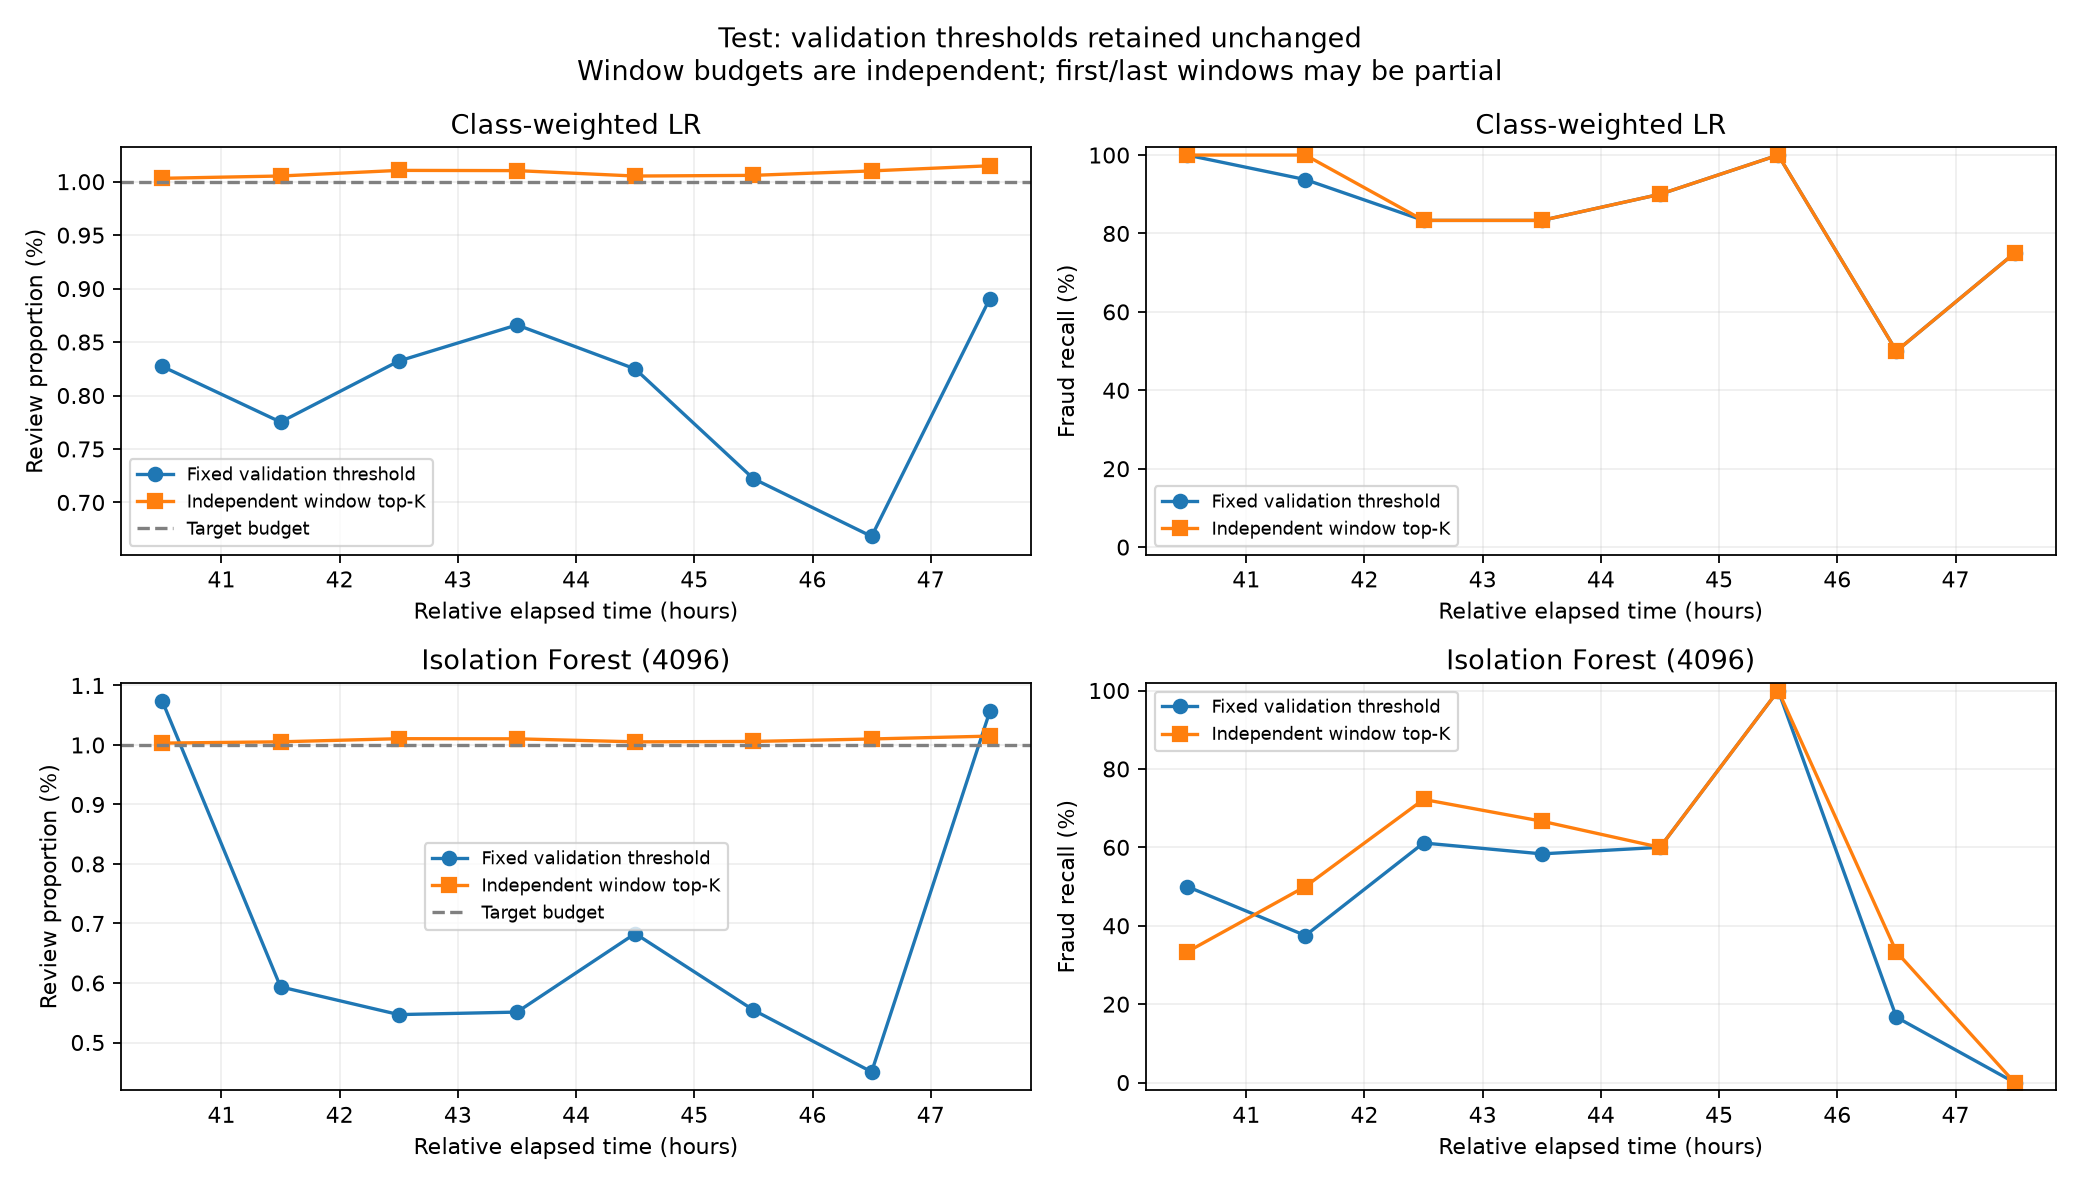 Test: validation thresholds retained unchanged
Window budgets are independent; first/last windows may be partial
Class-weighted LR
Review proportion (%)
1.00
0.95
0.90
0.85
0.80
0.75
0.70
Fixed validation threshold
Independent window top-K
Target budget
41 42 43 44 45 46 47
Relative elapsed time (hours)
Class-weighted LR
Fraud recall (%)
100
80
60
40
20
0
Fixed validation threshold
Independent window top-K
41 42 43 44 45 46 47
Relative elapsed time (hours)
Isolation Forest (4096)
Review proportion (%)
1.1
1.0
0.9
0.8
0.7
0.6
0.5
Fixed validation threshold
Independent window top-K
Target budget
41 42 43 44 45 46 47
Relative elapsed time (hours)
Isolation Forest (4096)
Fraud recall (%)
100
80
60
40
20
0
Fixed validation threshold
Independent window top-K
41 42 43 44 45 46 47
Relative elapsed time (hours)